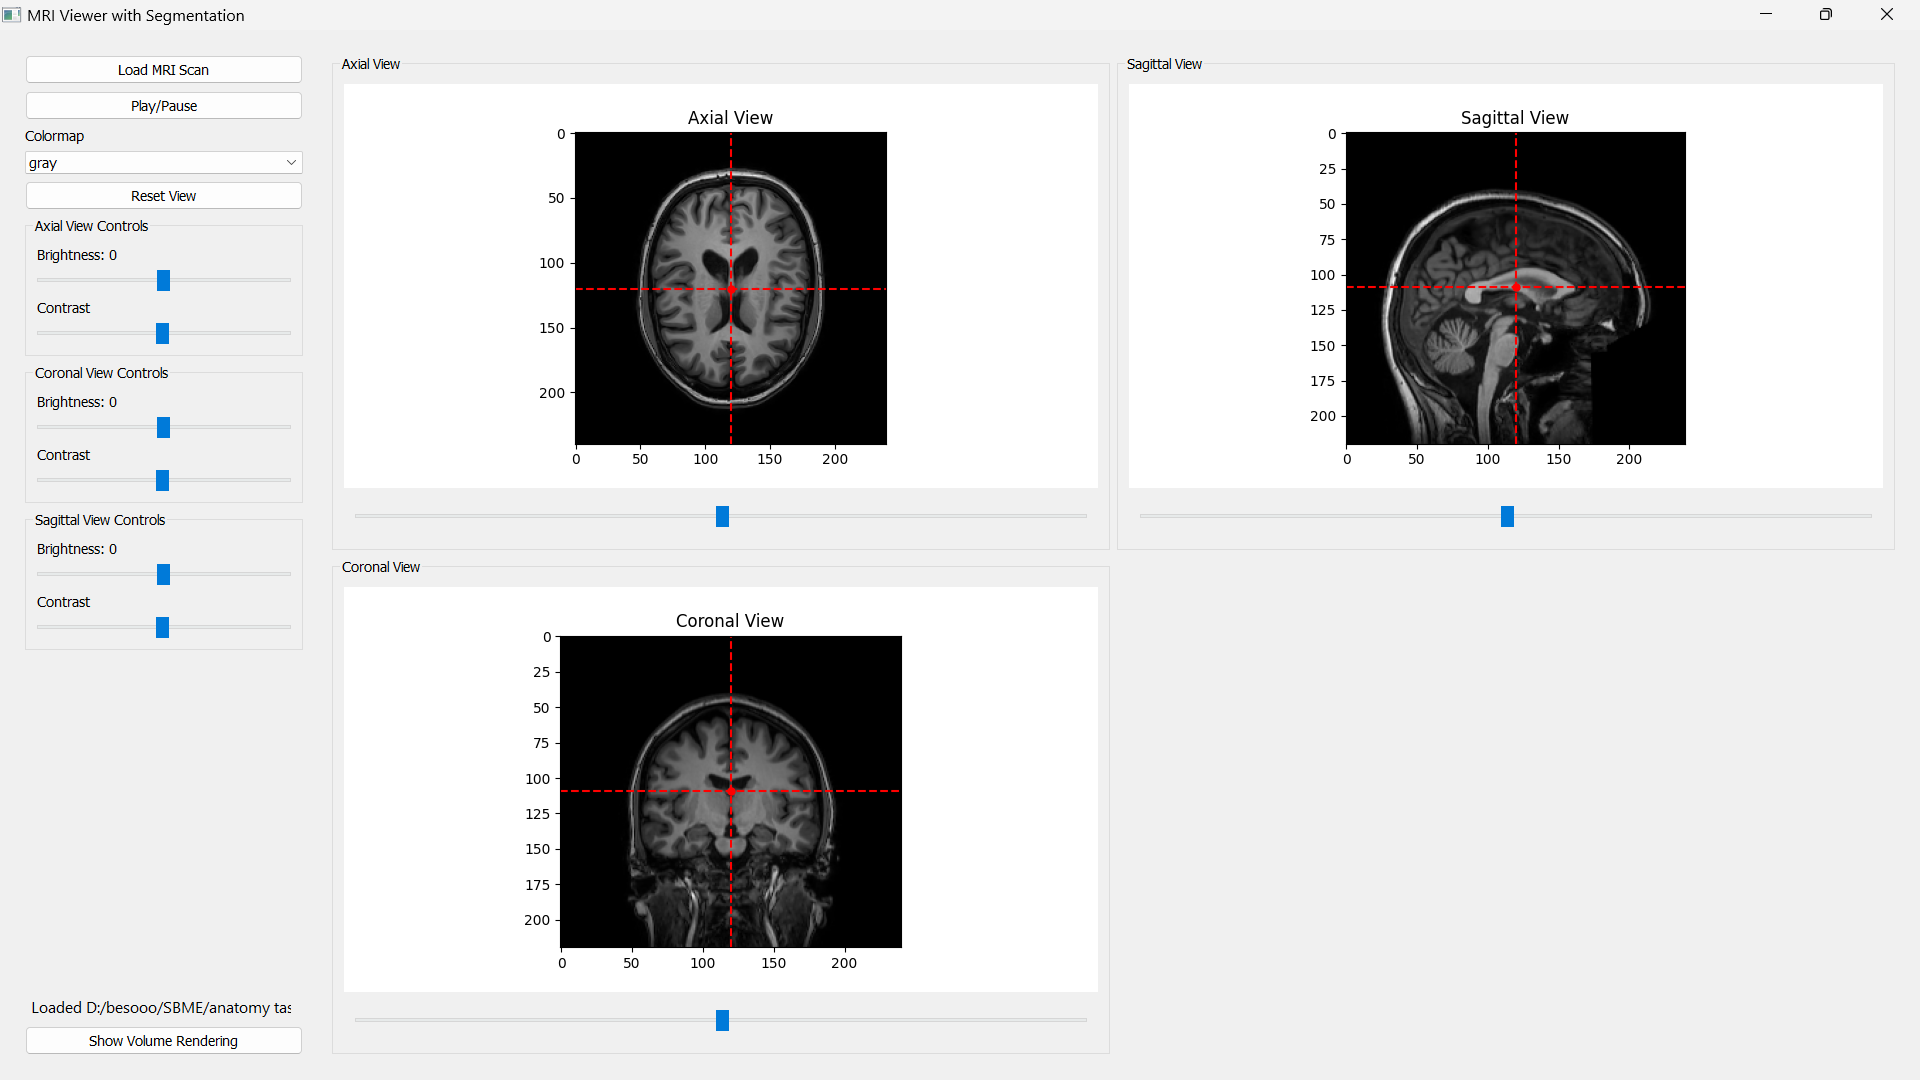 MRI Viewer with Segmentation
Load MRI Scan
Play/Pause
Colormap
gray
Reset View
Axial View Controls
Brightness: 0
Contrast
Coronal View Controls
Brightness: 0
Contrast
Sagittal View Controls
Brightness: 0
Contrast
Loaded D:/besooo/SBME/anatomy tas
Show Volume Rendering
Axial View
Axial View
0
50
100
150
200
0 50 100 150 200
Sagittal View
Sagittal View
0
25
50
75
100
125
150
175
200
0 50 100 150 200
Coronal View
Coronal View
0
25
50
75
100
125
150
175
200
0 50 100 150 200